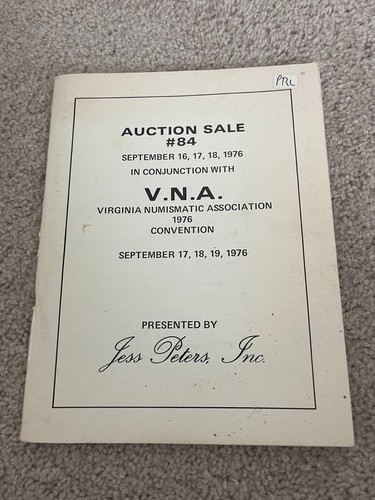 PRL
AUCTION SALE
#84
SEPTEMBER 16, 17, 18, 1976
IN CONJUNCTION WITH
V.N.A.
VIRGINIA NUMISMATIC ASSOCIATION
1976
CONVENTION
SEPTEMBER 17, 18, 19, 1976
PRESENTED BY
Jess Peters, Inc.